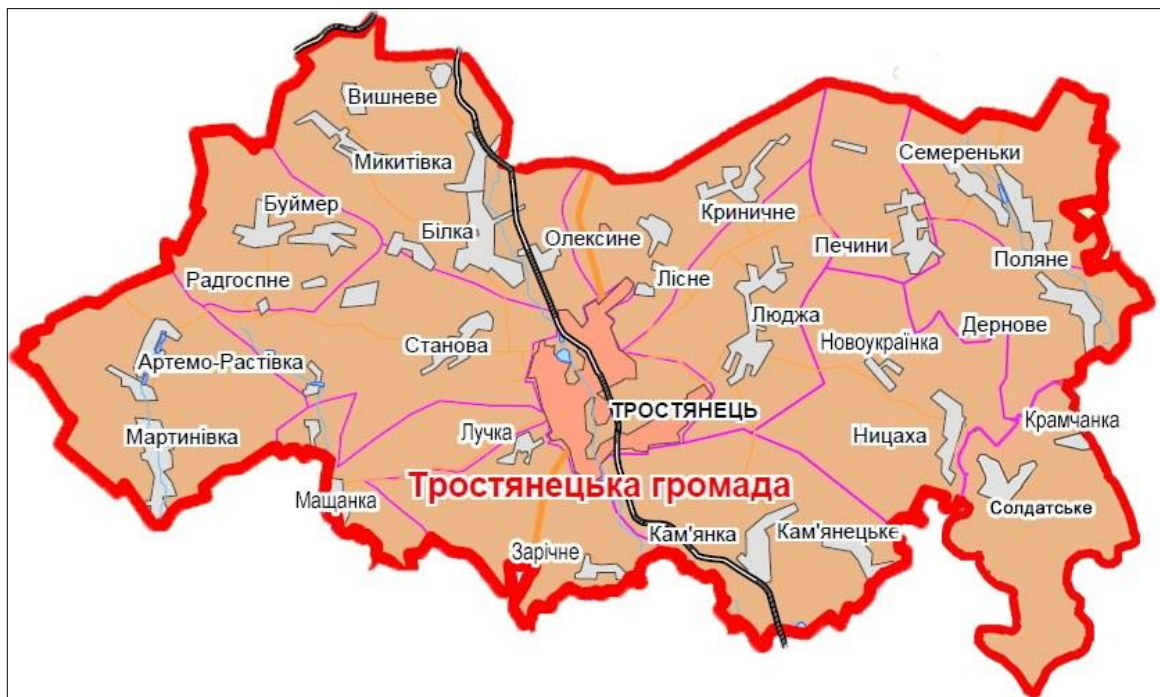 Вишневе
Микитівка
Семереньки
Буймер
Криничне
Білка
Олексине
Печини
Поляне
Радгоспне
Лісне
Люджа
Дернове
Станова
Новоукраїнка
Артемо-Растівка
ТРОСТЯНЕЦЬ
Крамчанка
Мартинівка
Лучка
Ницаха
Тростянецька громада
Мащанка
Солдатське
Кам'янка
Кам'янецьке
Зарічне